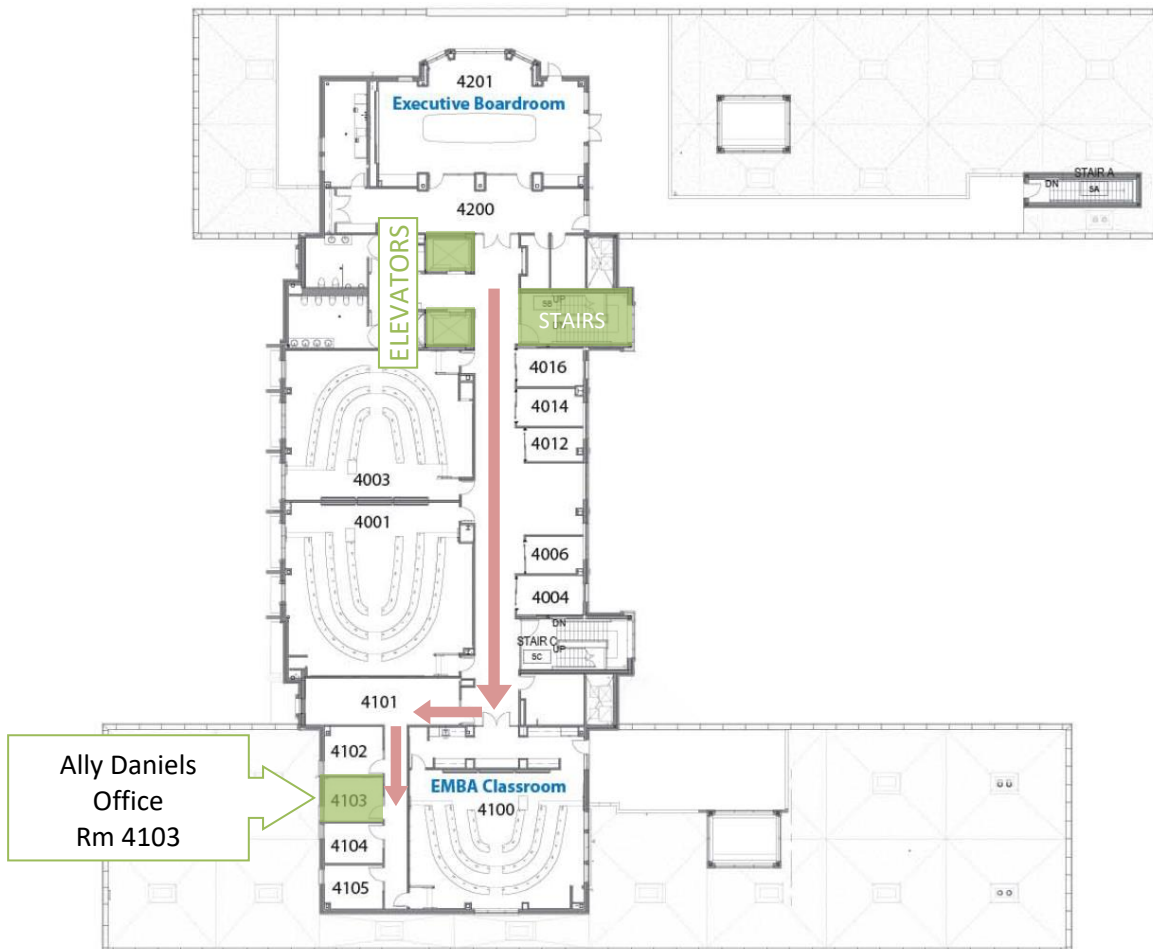 4201
Executive Boardroom
STAIR A
DN
5A
4200
ELEVATORS
5B
UP
STAIRS
4016
4014
4012
4003
4001
4006
4004
DN
STAIR C
UP
5C
4101
4102
Ally Daniels
Office
Rm 4103
4103
EMBA Classroom
4100
4104
4105